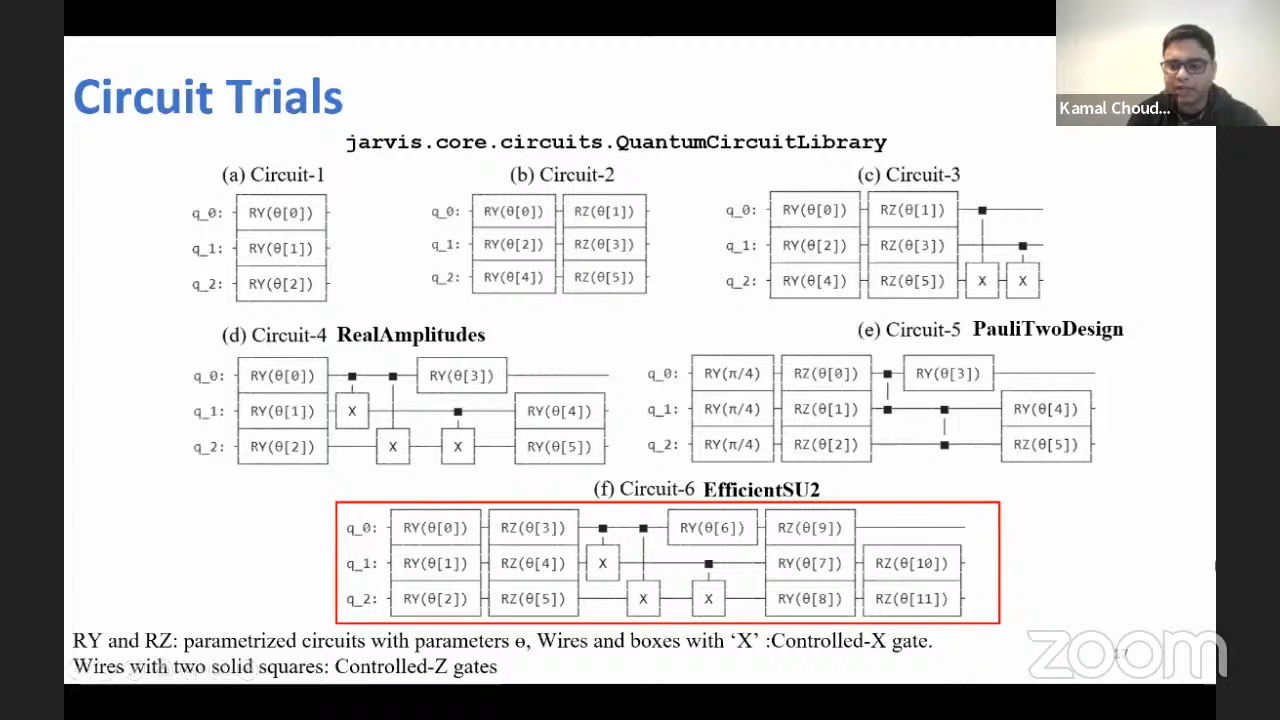 Circuit Trials
Kamal Choud...
jarvis.core.circuits.QuantumCircuitLibrary
(a) Circuit-1
(b) Circuit-2
(c) Circuit-3
q_0: RY(θ[0])
q_1: RY(θ[1])
q_2: RY(θ[2])
q_0: RY(θ[0]) RZ(θ[1])
q_1: RY(θ[2]) RZ(θ[3])
q_2: RY(θ[4]) RZ(θ[5])
q_0: RY(θ[0]) RZ(θ[1])
q_1: RY(θ[2]) RZ(θ[3])
q_2: RY(θ[4]) RZ(θ[5]) X X
(d) Circuit-4 RealAmplitudes
(e) Circuit-5 PauliTwoDesign
q_0: RY(θ[0]) RY(θ[3])
q_1: RY(θ[1]) X RY(θ[4])
q_2: RY(θ[2]) X X RY(θ[5])
q_0: RY(π/4) RZ(θ[0]) RY(θ[3])
q_1: RY(π/4) RZ(θ[1]) RY(θ[4])
q_2: RY(π/4) RZ(θ[2]) RZ(θ[5])
(f) Circuit-6 EfficientSU2
q_0: RY(θ[0]) RZ(θ[3]) RY(θ[6]) RZ(θ[9])
q_1: RY(θ[1]) RZ(θ[4]) X RY(θ[7]) RZ(θ[10])
q_2: RY(θ[2]) RZ(θ[5]) X X RY(θ[8]) RZ(θ[11])
RY and RZ: parametrized circuits with parameters ɵ, Wires and boxes with ‘X’ :Controlled-X gate.
Wires with two solid squares: Controlled-Z gates
zoom